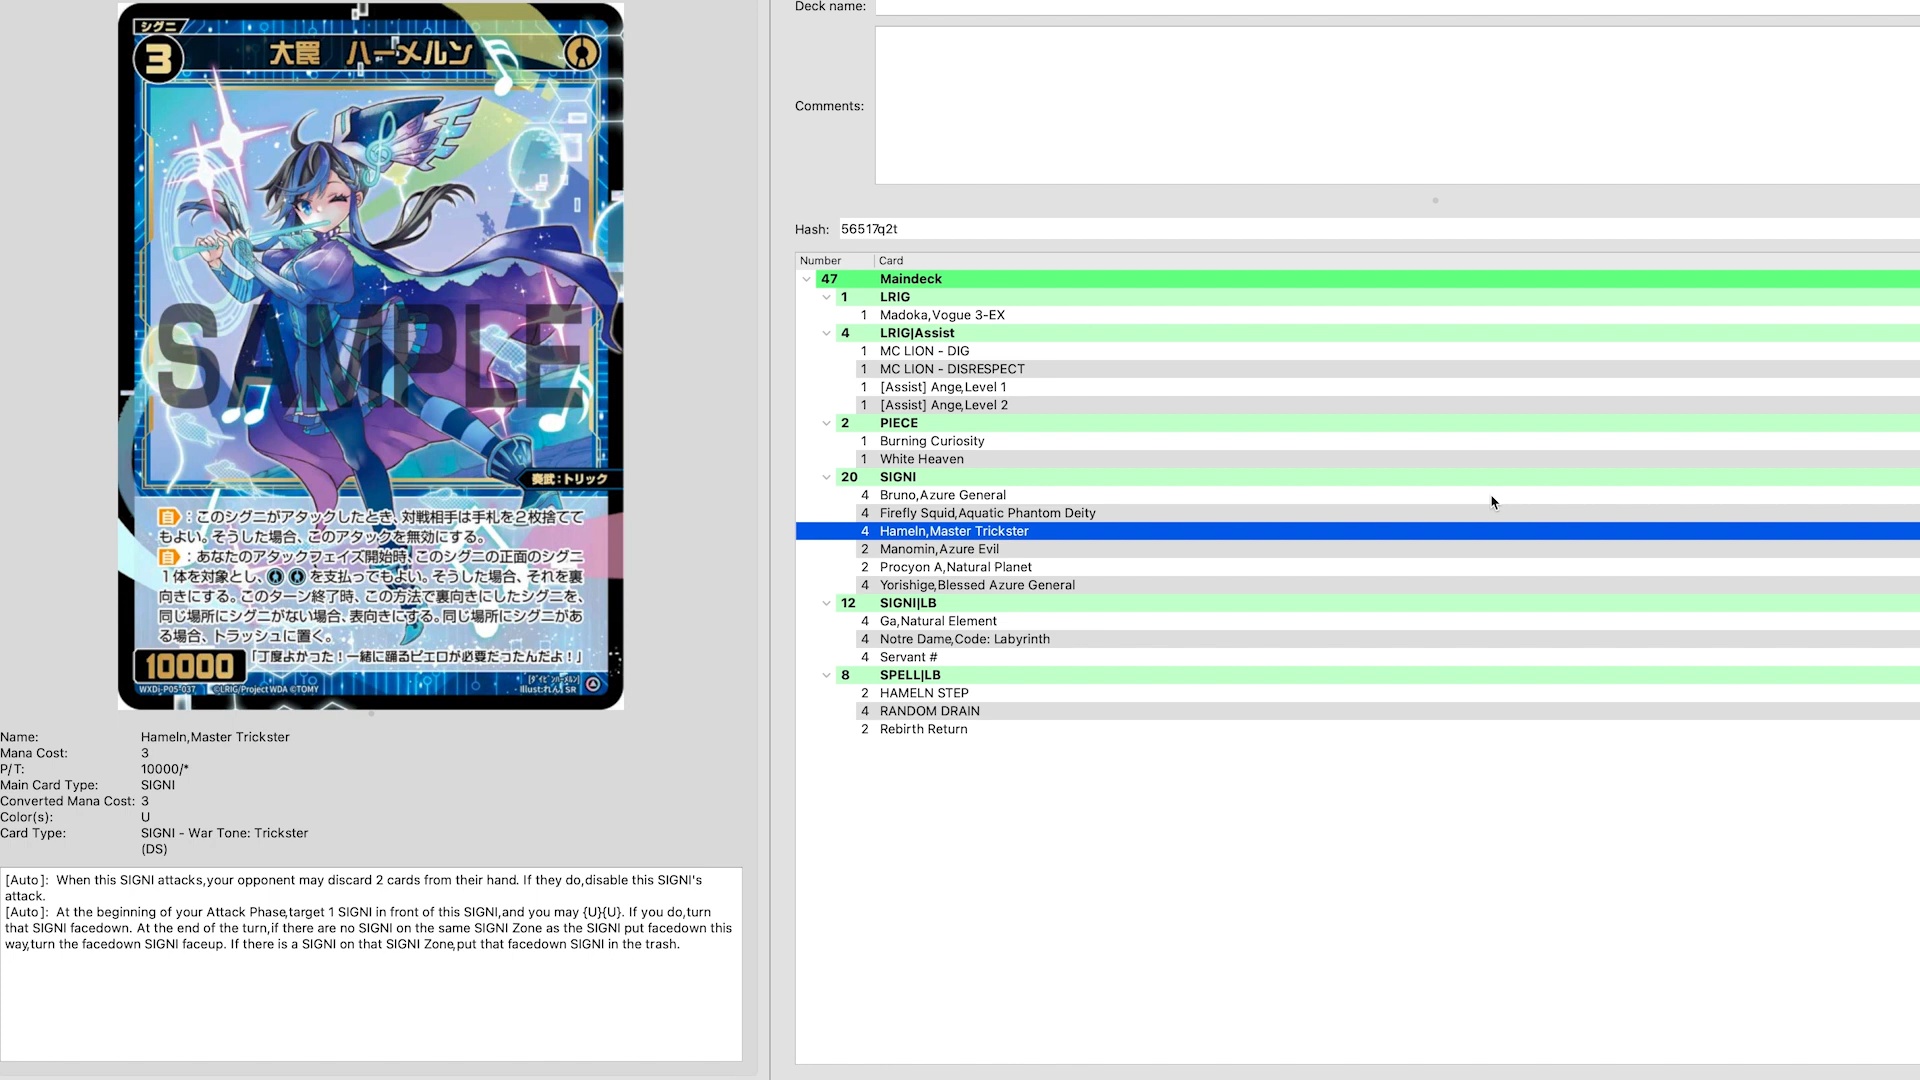 シグニ
3
大罠 ハーメルン
SAMPLE
奏武:トリック
自:このシグニがアタックしたとき、対戦相手は手札を2枚捨てて
もよい。そうした場合、このアタックを無効にする。
自:あなたのアタックフェイズ開始時、このシグニの正面のシグニ
1体を対象とし、を支払ってもよい。そうした場合、それを裏
向きにする。このターン終了時、この方法で裏向きにしたシグニを、
同じ場所にシグニがない場合、表向きにする。同じ場所にシグニがあ
る場合、トラッシュに置く。
「丁度よかった!一緒に踊るピエロが必要だったんだよ!」
10000
[ダイビンハーメルン]
WXDi-P05-037 ©LRIG/Project WDA ©TOMY
Illust:れん SR
Name: Hameln,Master Trickster
Mana Cost: 3
P/T: 10000/*
Main Card Type: SIGNI
Converted Mana Cost: 3
Color(s): U
Card Type: SIGNI - War Tone: Trickster
(DS)
[Auto]: When this SIGNI attacks,your opponent may discard 2 cards from their hand. If they do,disable this SIGNI's
attack.
[Auto]: At the beginning of your Attack Phase,target 1 SIGNI in front of this SIGNI,and you may {U}{U}. If you do,turn
that SIGNI facedown. At the end of the turn,if there are no SIGNI on the same SIGNI Zone as the SIGNI put facedown this
way,turn the facedown SIGNI faceup. If there is a SIGNI on that SIGNI Zone,put that facedown SIGNI in the trash.
Deck name:
Comments:
Hash: 56517q2t
Number Card
47 Maindeck
1 LRIG
1 Madoka,Vogue 3-EX
4 LRIG|Assist
1 MC LION - DIG
1 MC LION - DISRESPECT
1 [Assist] Ange,Level 1
1 [Assist] Ange,Level 2
2 PIECE
1 Burning Curiosity
1 White Heaven
20 SIGNI
4 Bruno,Azure General
4 Firefly Squid,Aquatic Phantom Deity
4 Hameln,Master Trickster
2 Manomin,Azure Evil
2 Procyon A,Natural Planet
4 Yorishige,Blessed Azure General
12 SIGNI|LB
4 Ga,Natural Element
4 Notre Dame,Code: Labyrinth
4 Servant #
8 SPELL|LB
2 HAMELN STEP
4 RANDOM DRAIN
2 Rebirth Return